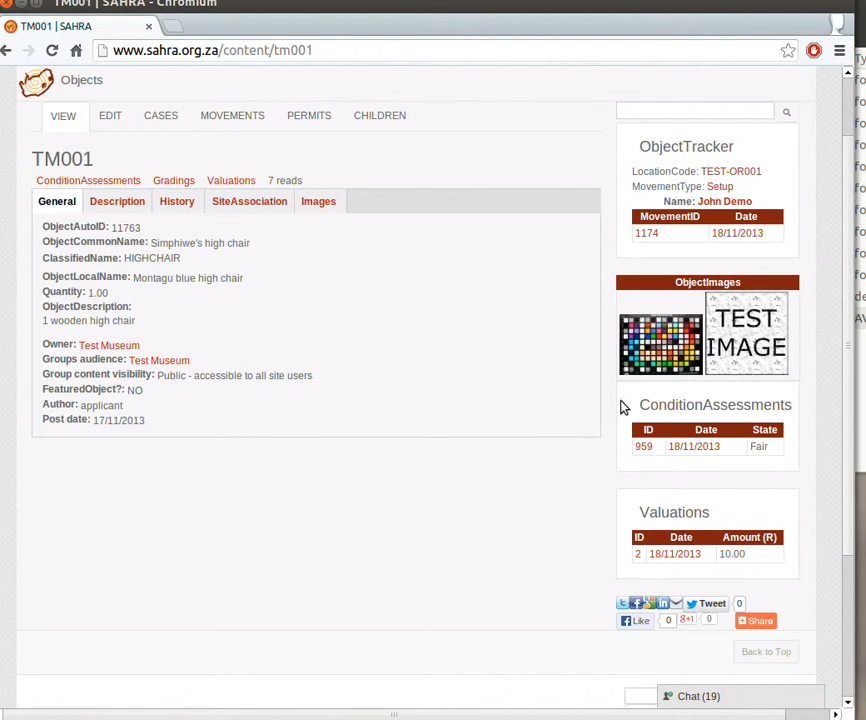 TM001 | SAHRA - Chromium
TM001 | SAHRA
www.sahra.org.za/content/tm001
Objects
VIEW EDIT CASES MOVEMENTS PERMITS CHILDREN
TM001
ConditionAssessments Gradings Valuations 7 reads
General Description History SiteAssociation Images
ObjectAutoID: 11763
ObjectCommonName: Simphiwe's high chair
ClassifiedName: HIGHCHAIR
ObjectLocalName: Montagu blue high chair
Quantity: 1.00
ObjectDescription:
1 wooden high chair
Owner: Test Museum
Groups audience: Test Museum
Group content visibility: Public - accessible to all site users
FeaturedObject?: NO
Author: applicant
Post date: 17/11/2013
ObjectTracker
LocationCode: TEST-OR001
MovementType: Setup
Name: John Demo
MovementID Date
1174 18/11/2013
ObjectImages
TEST
IMAGE
ConditionAssessments
ID Date State
959 18/11/2013 Fair
Valuations
ID Date Amount (R)
2 18/11/2013 10.00
Tweet 0
Like 0 g+1 0 Share
Back to Top
Chat (19)